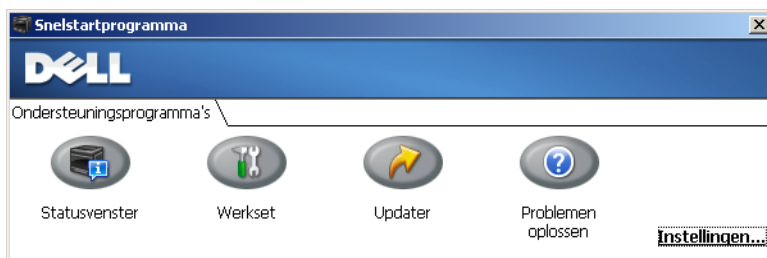 Snelstartprogramma
DELL
Ondersteuningsprogramma's
Statusvenster
Werkset
Updater
Problemen
oplossen
Instellingen...